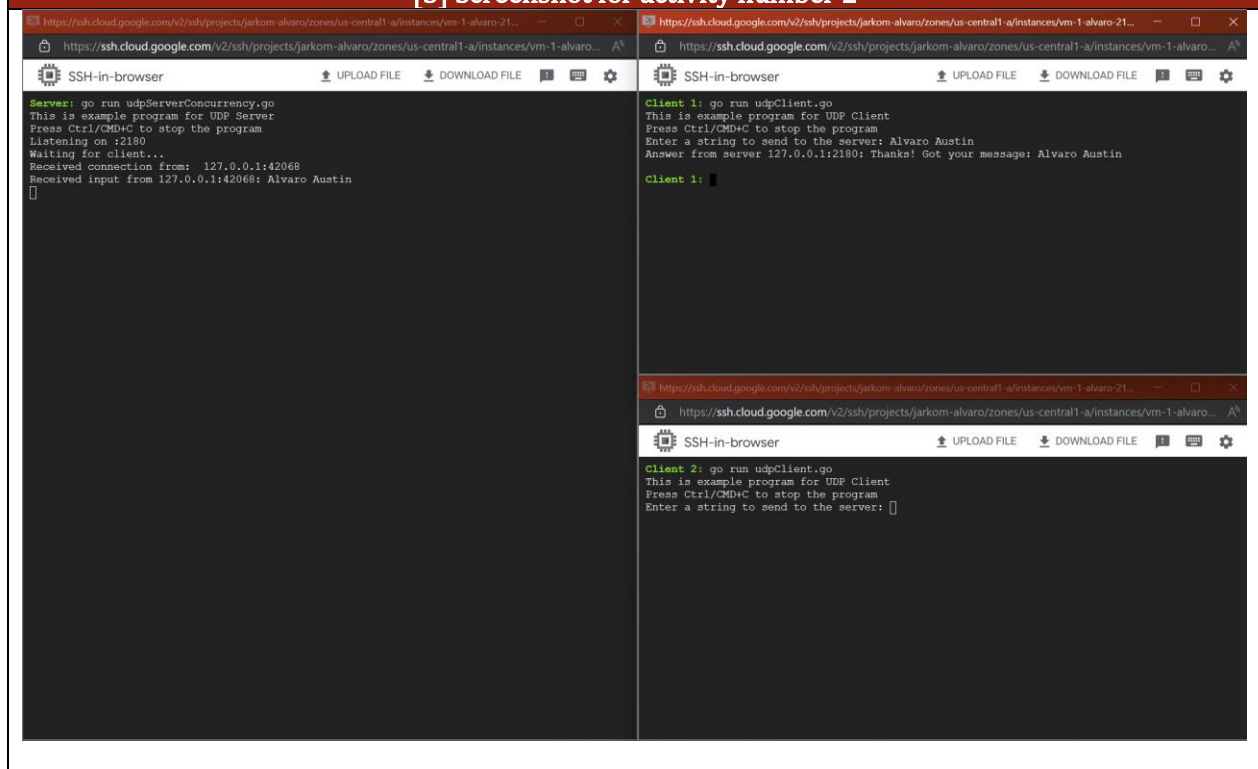 [3] Screenshot for activity number 2
https://ssh.cloud.google.com/v2/ssh/projects/jarkom-alvaro/zones/us-central1-a/instances/vm-1-alvaro-21...
https://ssh.cloud.google.com/v2/ssh/projects/jarkom-alvaro/zones/us-central1-a/instances/vm-1-alvaro...
SSH-in-browser
UPLOAD FILE
DOWNLOAD FILE
Server: go run udpServerConcurrency.go
This is example program for UDP Server
Press Ctrl/CMD+C to stop the program
Listening on :2180
Waiting for client...
Received connection from:  127.0.0.1:42068
Received input from 127.0.0.1:42068: Alvaro Austin
https://ssh.cloud.google.com/v2/ssh/projects/jarkom-alvaro/zones/us-central1-a/instances/vm-1-alvaro-21...
https://ssh.cloud.google.com/v2/ssh/projects/jarkom-alvaro/zones/us-central1-a/instances/vm-1-alvaro...
SSH-in-browser
UPLOAD FILE
DOWNLOAD FILE
Client 1: go run udpClient.go
This is example program for UDP Client
Press Ctrl/CMD+C to stop the program
Enter a string to send to the server: Alvaro Austin
Answer from server 127.0.0.1:2180: Thanks! Got your message: Alvaro Austin
Client 1:
https://ssh.cloud.google.com/v2/ssh/projects/jarkom-alvaro/zones/us-central1-a/instances/vm-1-alvaro-21...
https://ssh.cloud.google.com/v2/ssh/projects/jarkom-alvaro/zones/us-central1-a/instances/vm-1-alvaro...
SSH-in-browser
UPLOAD FILE
DOWNLOAD FILE
Client 2: go run udpClient.go
This is example program for UDP Client
Press Ctrl/CMD+C to stop the program
Enter a string to send to the server: